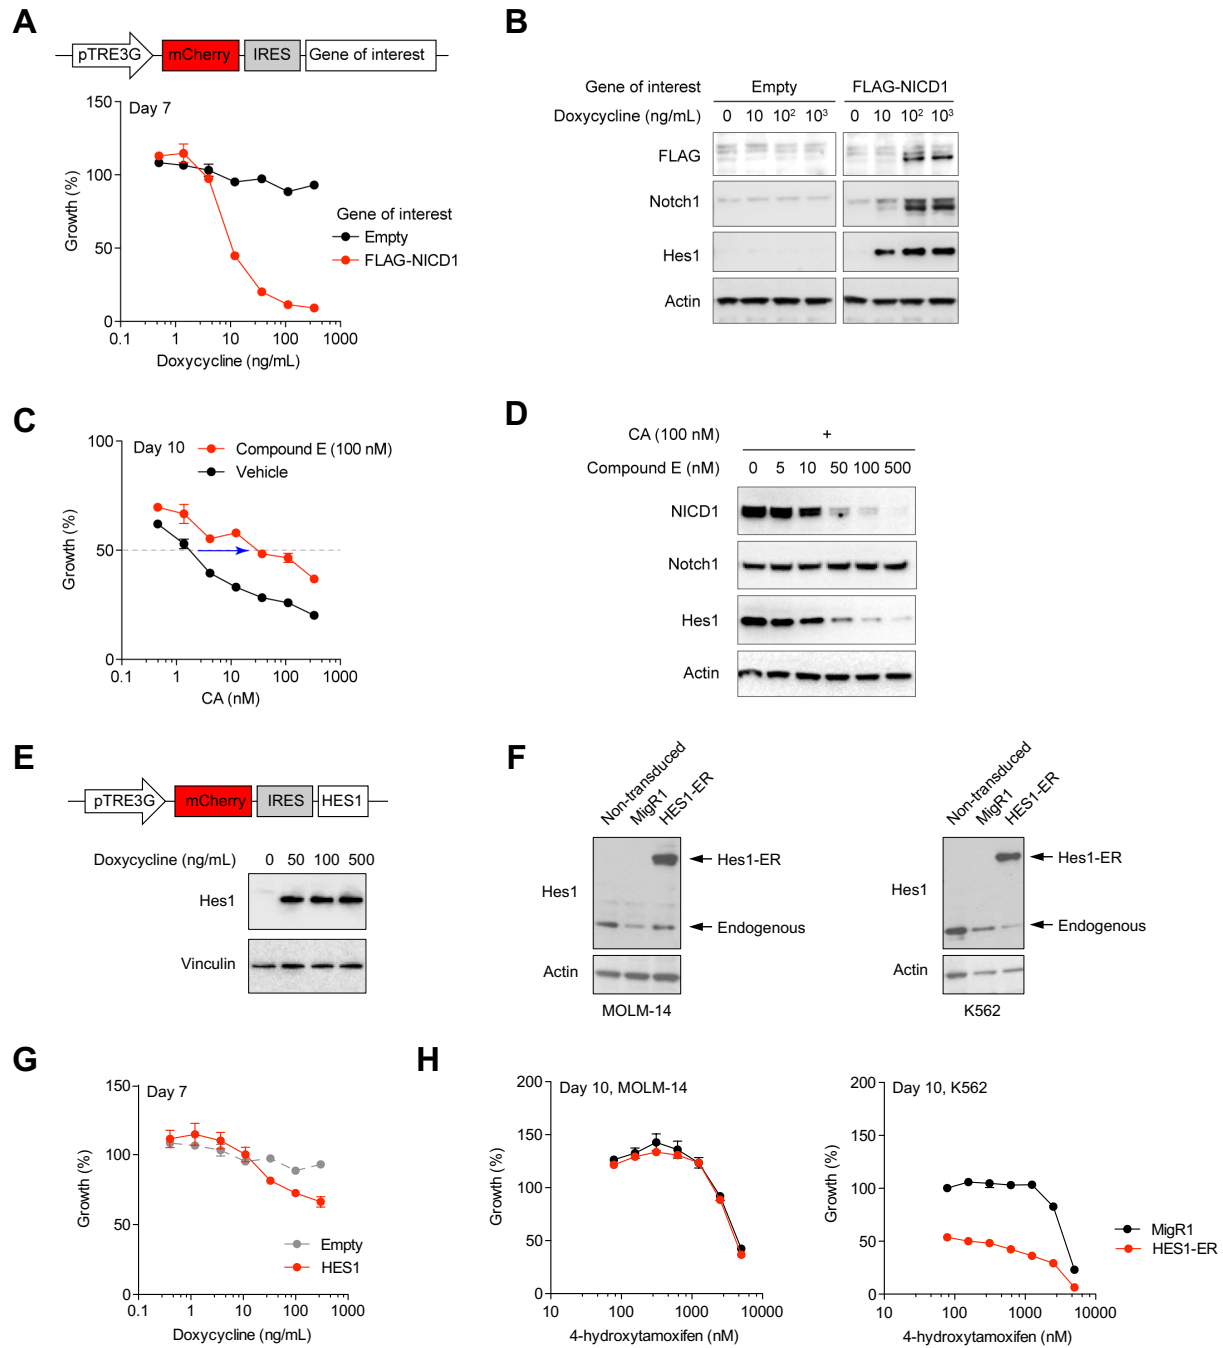 A
pTRE3G mCherry IRES Gene of interest
Day 7
150
100
50
0
Growth (%)
0.1 1 10 100 1000
Doxycycline (ng/mL)
Gene of interest
Empty
FLAG-NICD1
B
Gene of interest Empty FLAG-NICD1
Doxycycline (ng/mL) 0 10 10² 10³ 0 10 10² 10³
FLAG
Notch1
Hes1
Actin
C
Day 10
Compound E (100 nM)
Vehicle
100
50
0
Growth (%)
0.1 1 10 100 1000
CA (nM)
D
CA (100 nM) +
Compound E (nM) 0 5 10 50 100 500
NICD1
Notch1
Hes1
Actin
E
pTRE3G mCherry IRES HES1
Doxycycline (ng/mL) 0 50 100 500
Hes1
Vinculin
F
Non-transduced MigR1 HES1-ER
Hes1
Hes1-ER
Endogenous
Actin
MOLM-14
Non-transduced MigR1 HES1-ER
Hes1
Hes1-ER
Endogenous
Actin
K562
G
Day 7
150
100
50
0
Growth (%)
Empty
HES1
0.1 1 10 100 1000
Doxycycline (ng/mL)
H
Day 10, MOLM-14
200
150
100
50
0
Growth (%)
10 100 1000 10000
4-hydroxytamoxifen (nM)
Day 10, K562
200
150
100
50
0
Growth (%)
10 100 1000 10000
4-hydroxytamoxifen (nM)
MigR1
HES1-ER